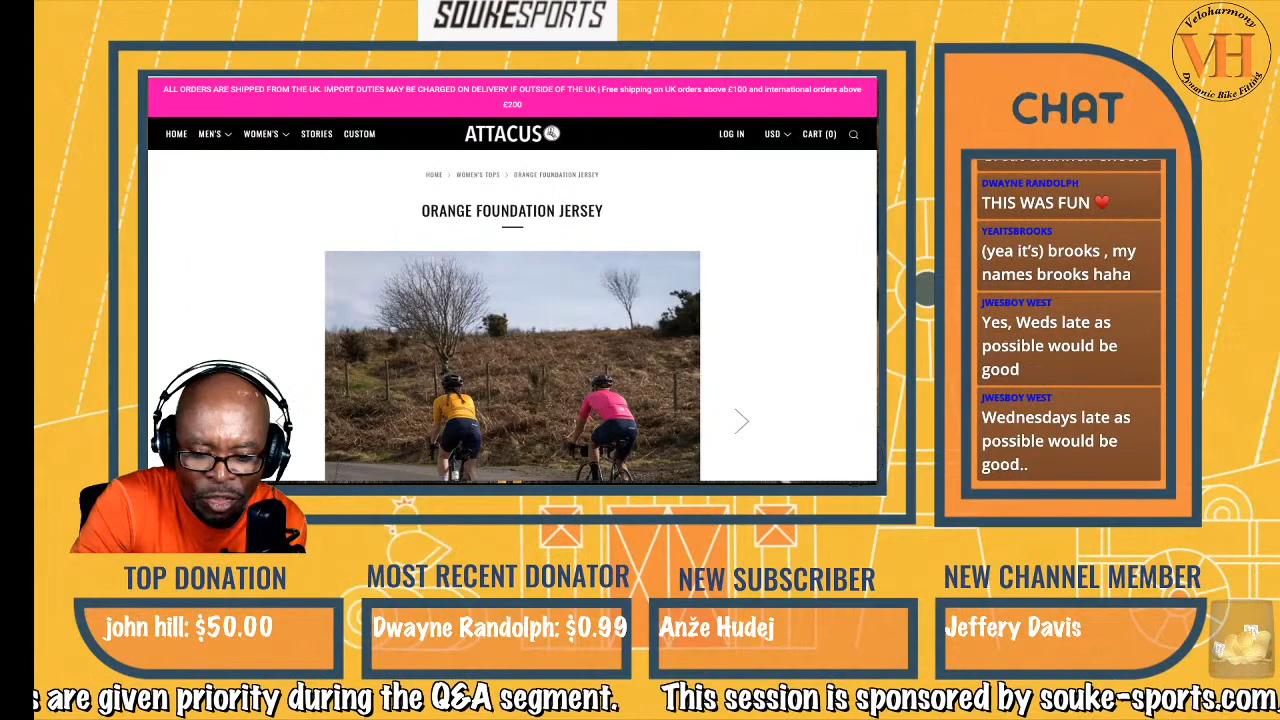 SOUKESPORTS
Veloharmony
VH
Dynamic Bike Fitting
ALL ORDERS ARE SHIPPED FROM THE UK. IMPORT DUTIES MAY BE CHARGED ON DELIVERY IF OUTSIDE OF THE UK | Free shipping on UK orders above £100 and international orders above
£200
HOME MEN'S WOMEN'S STORIES CUSTOM ATTACUS LOG IN USD CART (0)
HOME > WOMEN'S TOPS > ORANGE FOUNDATION JERSEY
ORANGE FOUNDATION JERSEY
CHAT
DWAYNE RANDOLPH
THIS WAS FUN ❤️
YEAITSBROOKS
(yea it's) brooks , my
names brooks haha
JWESBOY WEST
Yes, Weds late as
possible would be
good
JWESBOY WEST
Wednesdays late as
possible would be
good..
TOP DONATION
john hill: $50.00
MOST RECENT DONATOR
Dwayne Randolph: $0.99
NEW SUBSCRIBER
Anže Hudej
NEW CHANNEL MEMBER
Jeffery Davis
s are given priority during the Q&A segment. This session is sponsored by souke-sports.com